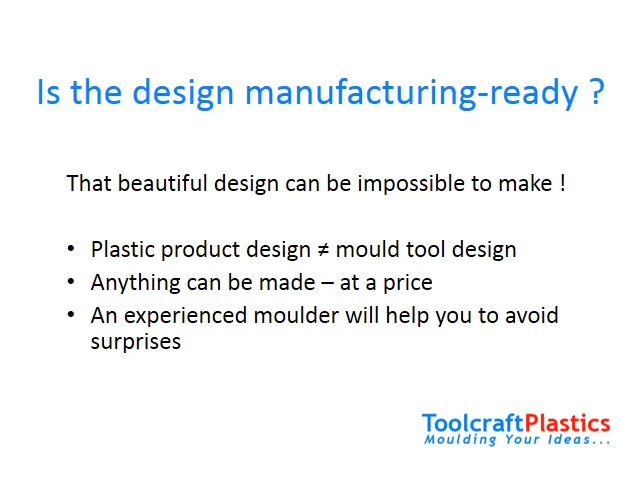 Is the design manufacturing-ready ?
That beautiful design can be impossible to make !
• Plastic product design ≠ mould tool design
• Anything can be made – at a price
• An experienced moulder will help you to avoid
surprises
ToolcraftPlastics
Moulding Your Ideas...